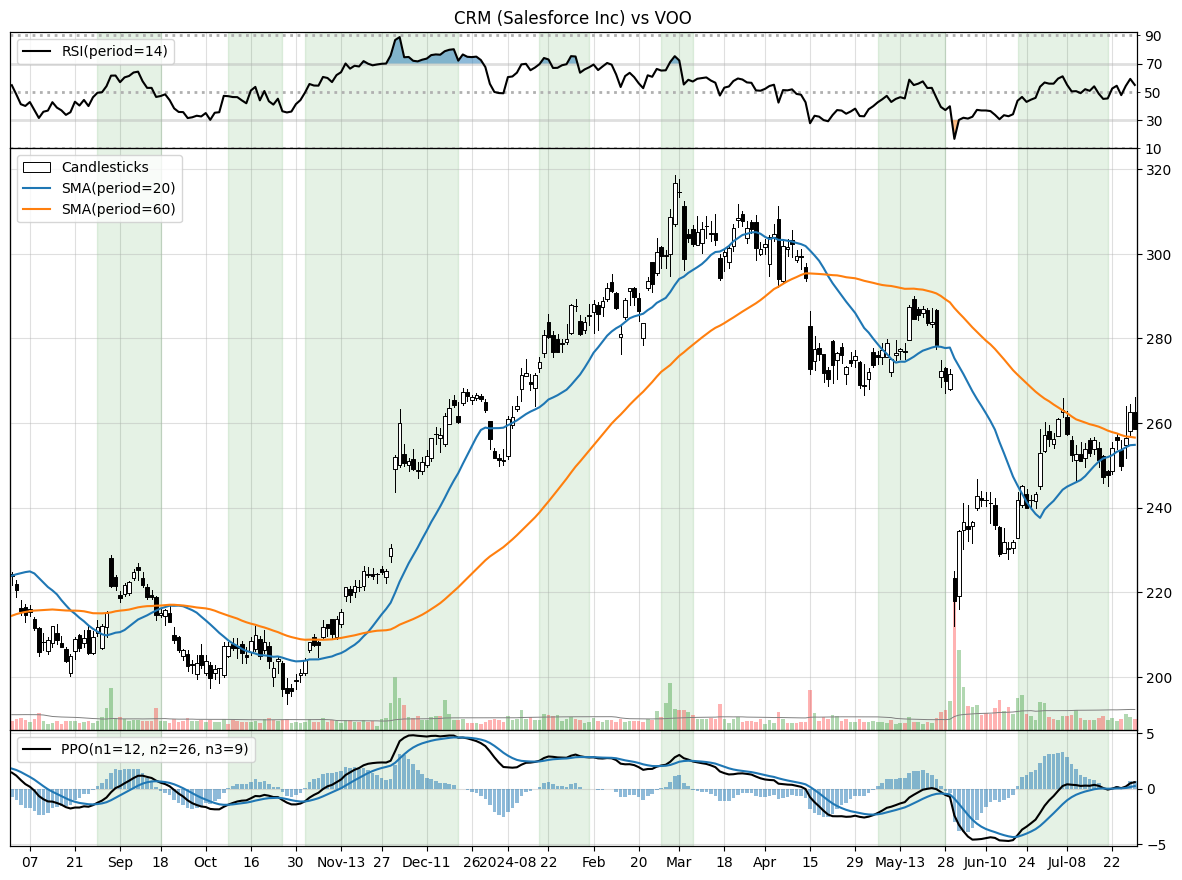 CRM (Salesforce Inc) vs VOO
RSI(period=14)
90
70
50
30
10
Candlesticks
SMA(period=20)
SMA(period=60)
320
300
280
260
240
220
200
PPO(n1=12, n2=26, n3=9)
5
0
−5
07 21 Sep 18 Oct 16 30 Nov-13 27 Dec-11 26 2024-08 22 Feb 20 Mar 18 Apr 15 29 May-13 28 Jun-10 24 Jul-08 22